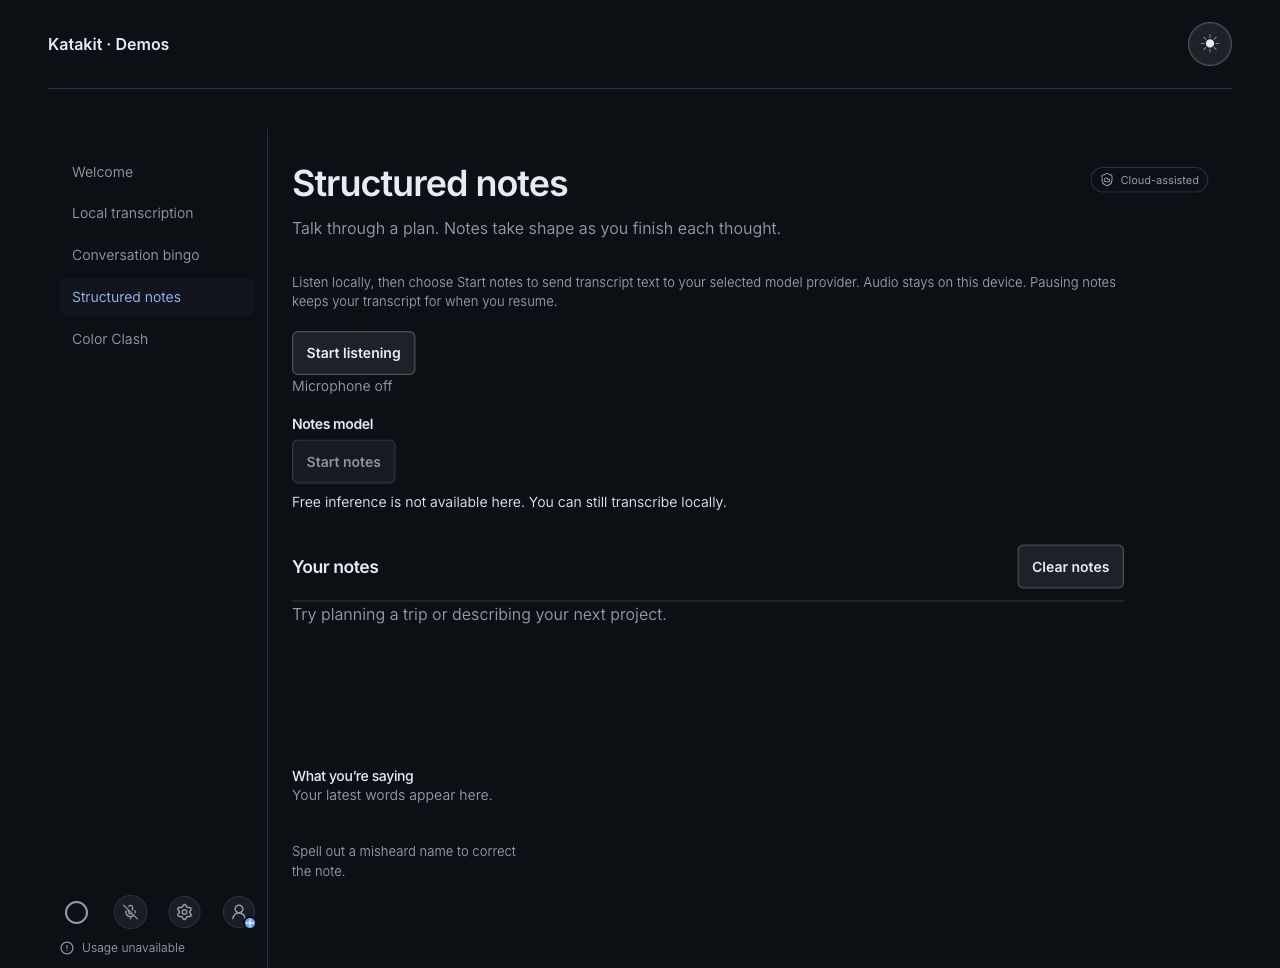 Katakit · Demos
Welcome
Local transcription
Conversation bingo
Structured notes
Color Clash
Structured notes
Cloud-assisted
Talk through a plan. Notes take shape as you finish each thought.
Listen locally, then choose Start notes to send transcript text to your selected model provider. Audio stays on this device. Pausing notes
keeps your transcript for when you resume.
Start listening
Microphone off
Notes model
Start notes
Free inference is not available here. You can still transcribe locally.
Your notes
Clear notes
Try planning a trip or describing your next project.
What you’re saying
Your latest words appear here.
Spell out a misheard name to correct
the note.
Usage unavailable